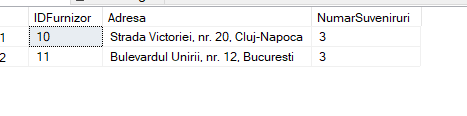 IDFurnizor Adresa NumarSuveniruri
1 10 Strada Victoriei, nr. 20, Cluj-Napoca 3
2 11 Bulevardul Unirii, nr. 12, Bucuresti 3